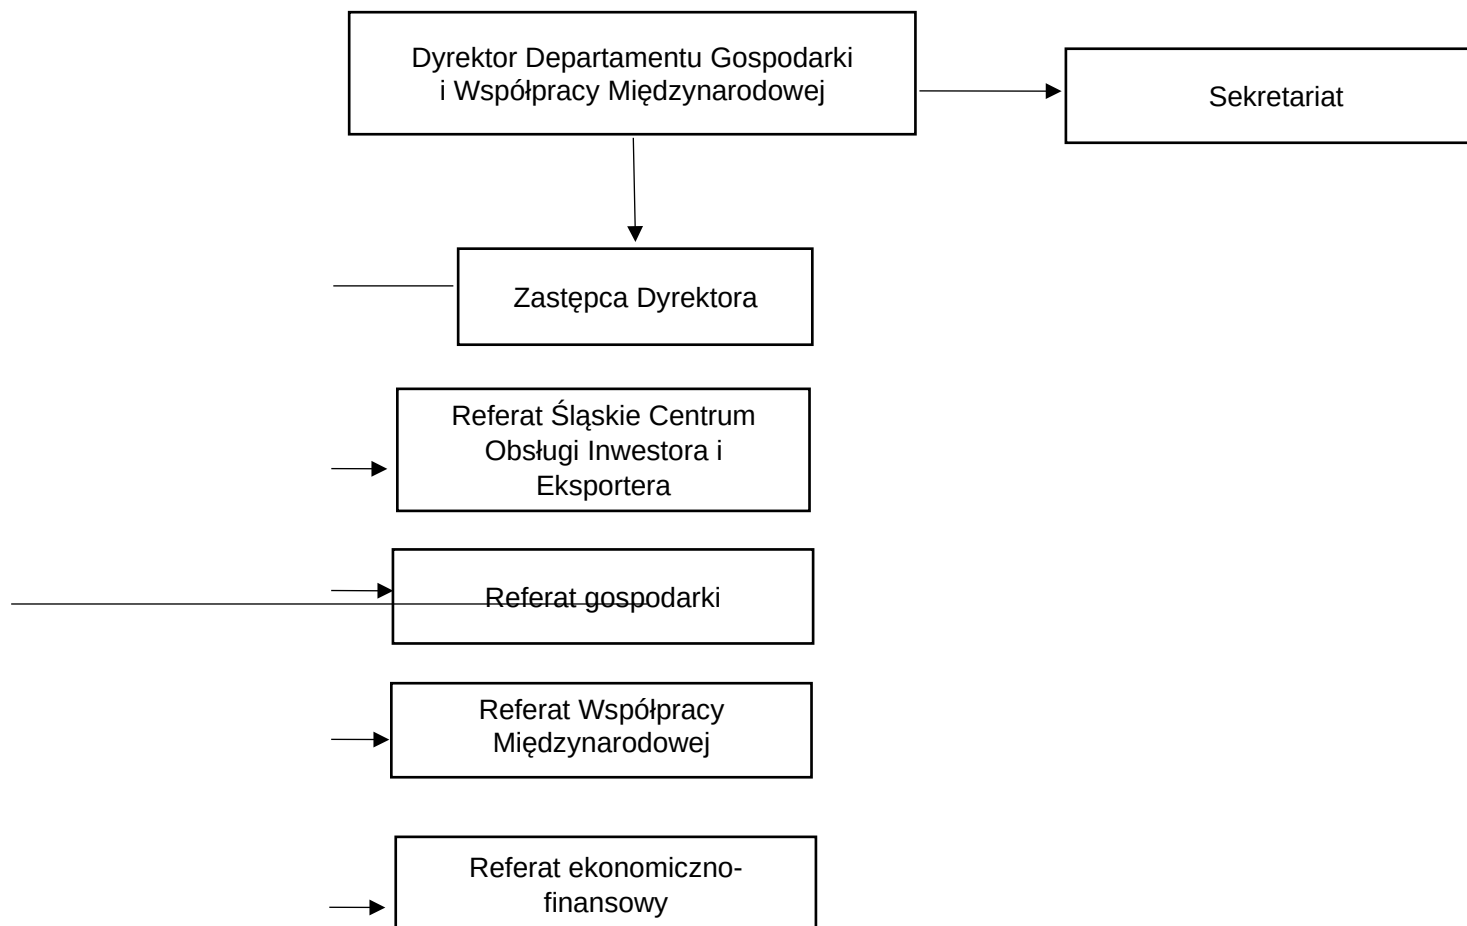 Dyrektor Departamentu Gospodarki
i Współpracy Międzynarodowej
Sekretariat
Zastępca Dyrektora
Referat Śląskie Centrum
Obsługi Inwestora i
Eksportera
Referat gospodarki
Referat Współpracy
Międzynarodowej
Referat ekonomiczno-
finansowy